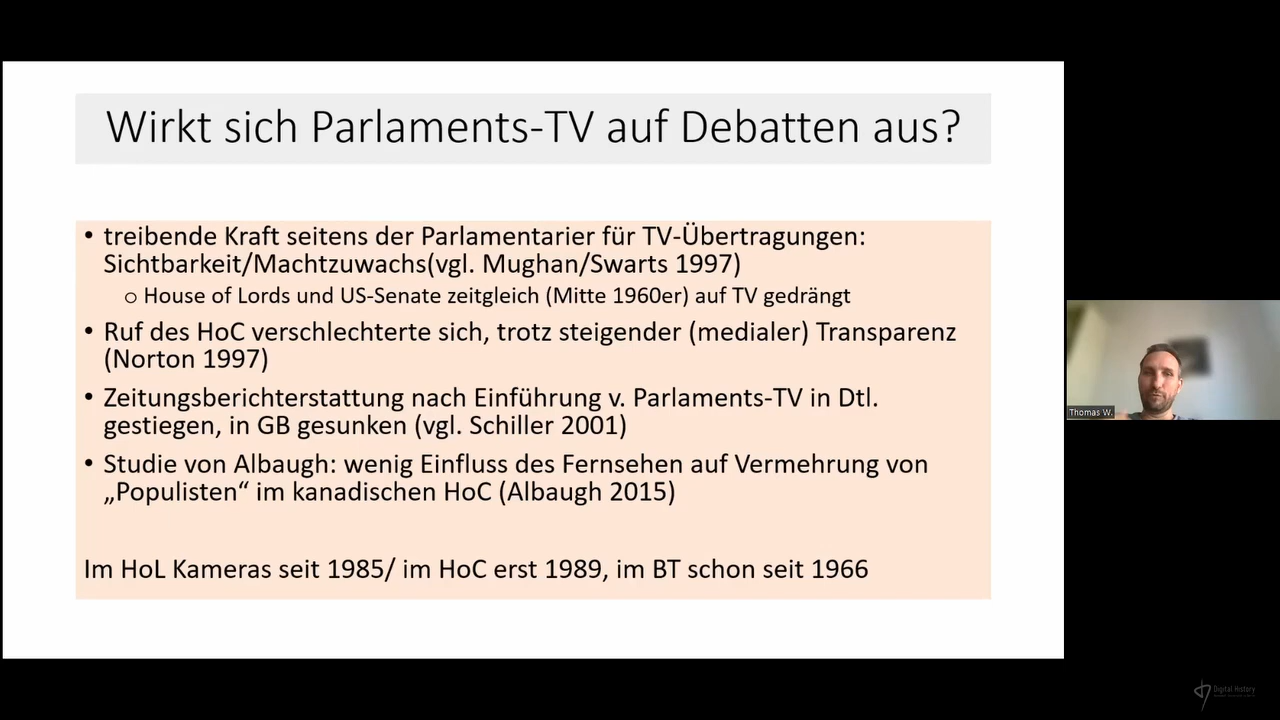 Wirkt sich Parlaments-TV auf Debatten aus?
• treibende Kraft seitens der Parlamentarier für TV-Übertragungen:
Sichtbarkeit/Machtzuwachs(vgl. Mughan/Swarts 1997)
o House of Lords und US-Senate zeitgleich (Mitte 1960er) auf TV gedrängt
• Ruf des HoC verschlechterte sich, trotz steigender (medialer) Transparenz
(Norton 1997)
• Zeitungsberichterstattung nach Einführung v. Parlaments-TV in Dtl.
gestiegen, in GB gesunken (vgl. Schiller 2001)
• Studie von Albaugh: wenig Einfluss des Fernsehen auf Vermehrung von
„Populisten“ im kanadischen HoC (Albaugh 2015)
Im HoL Kameras seit 1985/ im HoC erst 1989, im BT schon seit 1966
Thomas W.
Digital History